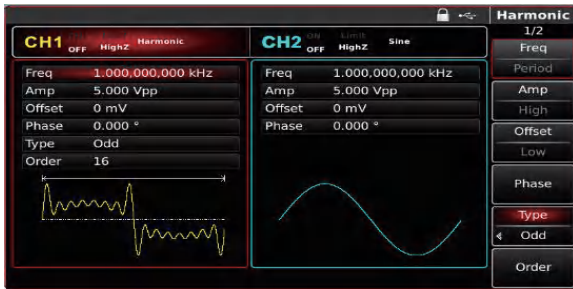 Harmonic
1/2
CH1 OFF HighZ Harmonic
CH2 ON OFF Limit HighZ Sine
Freq 1.000,000,000 kHz
Amp 5.000 Vpp
Offset 0 mV
Phase 0.000 °
Type Odd
Order 16
Freq 1.000,000,000 kHz
Amp 5.000 Vpp
Offset 0 mV
Phase 0.000 °
Freq
Period
Amp
High
Offset
Low
Phase
Type
Odd
Order